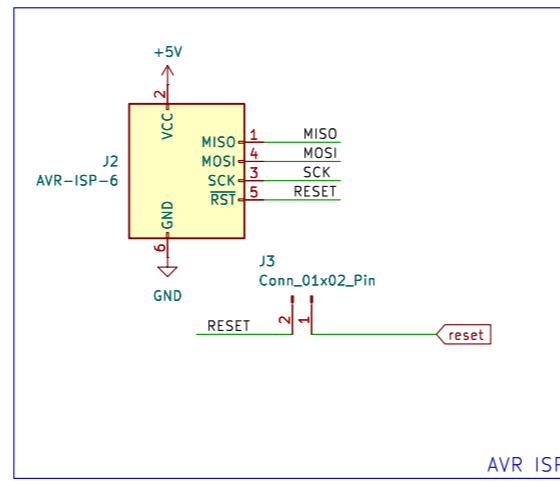 +5V
2
VCC
MISO 1 MISO
J2
MOSI 4 MOSI
AVR-ISP-6
SCK 3 SCK
RST 5 RESET
GND
6
GND
J3
Conn_01x02_Pin
RESET 2 1 reset
AVR ISP